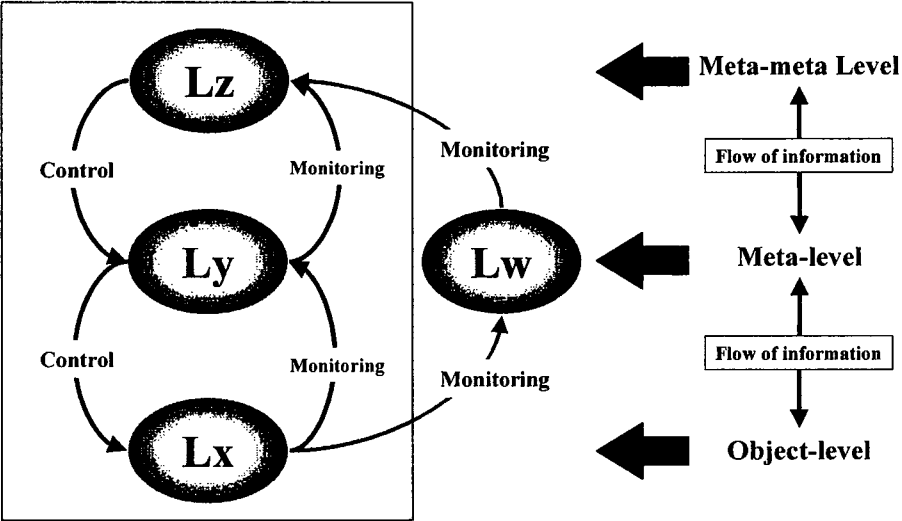 Lz
Meta-meta Level
Monitoring
Flow of information
Control
Monitoring
Ly
Lw
Meta-level
Control
Monitoring
Monitoring
Flow of information
Lx
Object-level